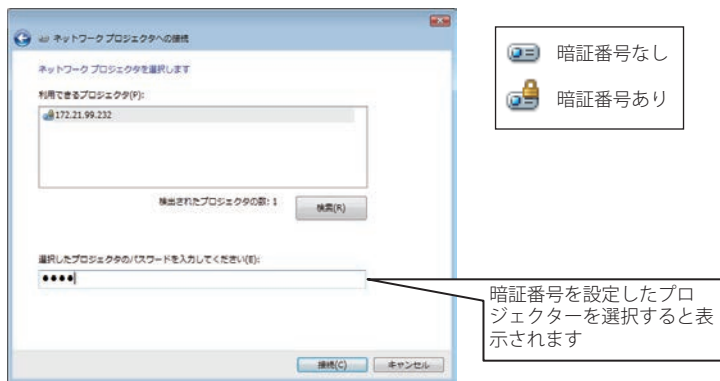 ネットワーク プロジェクタへの接続
ネットワーク プロジェクタを選択します
利用できるプロジェクタ(P):
172.21.99.232
検出されたプロジェクタの数: 1
検索(R)
選択したプロジェクタのパスワードを入力してください(E):
●●●●
接続(C)
キャンセル
暗証番号なし
暗証番号あり
暗証番号を設定したプロ
ジェクターを選択すると表
示されます